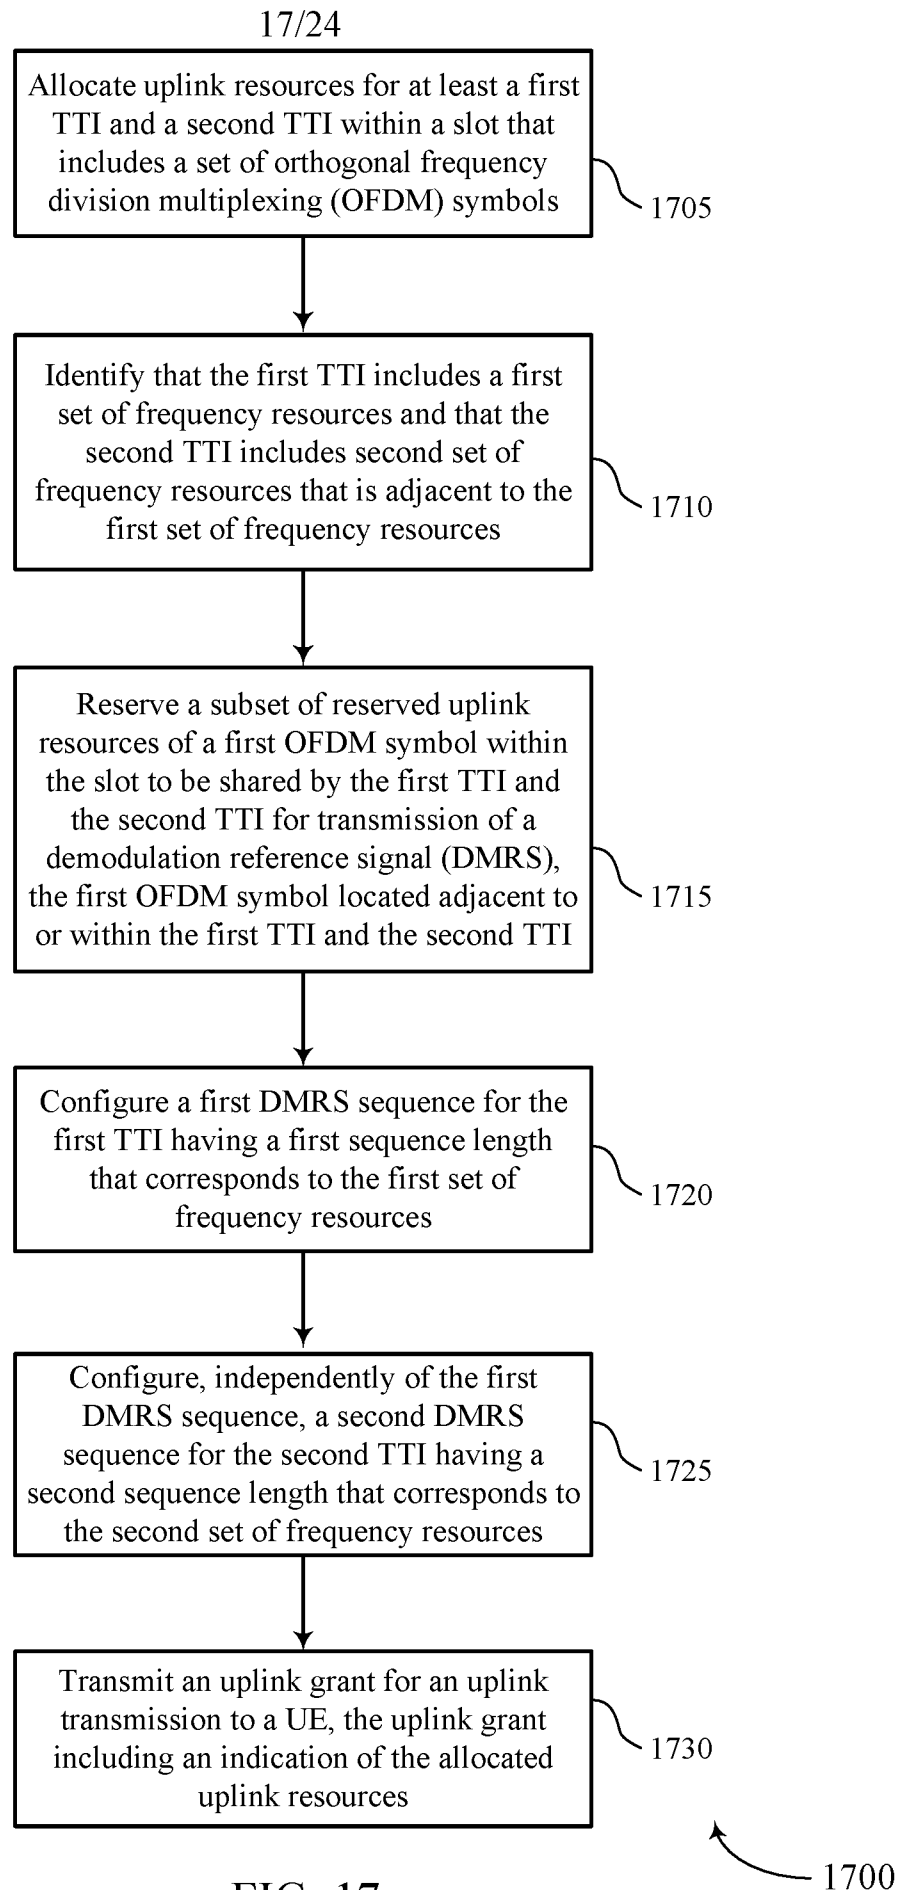 17/24
Allocate uplink resources for at least a first
TTI and a second TTI within a slot that
includes a set of orthogonal frequency
division multiplexing (OFDM) symbols
1705
Identify that the first TTI includes a first
set of frequency resources and that the
second TTI includes second set of
frequency resources that is adjacent to the
first set of frequency resources
1710
Reserve a subset of reserved uplink
resources of a first OFDM symbol within
the slot to be shared by the first TTI and
the second TTI for transmission of a
demodulation reference signal (DMRS),
the first OFDM symbol located adjacent to
or within the first TTI and the second TTI
1715
Configure a first DMRS sequence for the
first TTI having a first sequence length
that corresponds to the first set of
frequency resources
1720
Configure, independently of the first
DMRS sequence, a second DMRS
sequence for the second TTI having a
second sequence length that corresponds to
the second set of frequency resources
1725
Transmit an uplink grant for an uplink
transmission to a UE, the uplink grant
including an indication of the allocated
uplink resources
1730
1700
FIG. 17